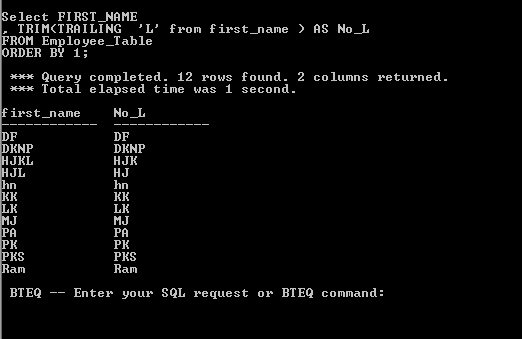 Select FIRST_NAME
, TRIM(TRAILING 'L' from first_name ) AS No_L
FROM Employee_Table
ORDER BY 1;
*** Query completed. 12 rows found. 2 columns returned.
*** Total elapsed time was 1 second.
first_name No_L
------------ ------------
DF DF
DKNP DKNP
HJKL HJK
HJL HJ
hn hn
KK KK
LK LK
MJ MJ
PA PA
PK PK
PKS PKS
Ram Ram
BTEQ -- Enter your SQL request or BTEQ command: